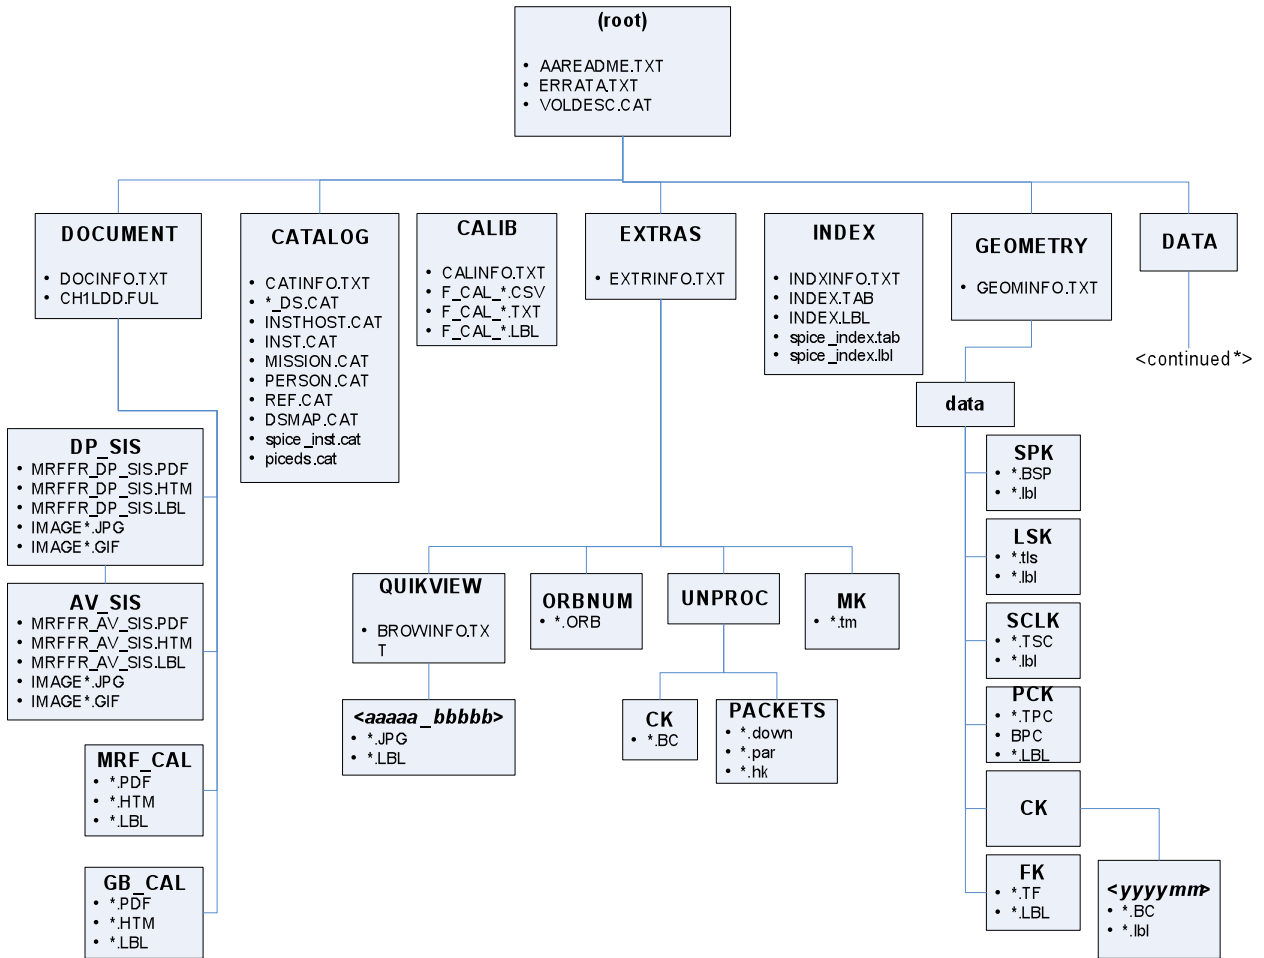 (root)
• AAREADME.TXT
• ERRATA.TXT
• VOLDESC.CAT
DOCUMENT
• DOCINFO.TXT
• CH1LDD.FUL
CATALOG
• CATINFO.TXT
• *_DS.CAT
• INSTHOST.CAT
• INST.CAT
• MISSION.CAT
• PERSON.CAT
• REF.CAT
• DSMAP.CAT
• spice_inst.cat
• piceds.cat
CALIB
• CALINFO.TXT
• F_CAL_*.CSV
• F_CAL_*.TXT
• F_CAL_*.LBL
EXTRAS
• EXTRINFO.TXT
INDEX
• INDXINFO.TXT
• INDEX.TAB
• INDEX.LBL
• spice_index.tab
• spice_index.lbl
GEOMETRY
• GEOMINFO.TXT
DATA
<continued*>
DP_SIS
• MRFFR_DP_SIS.PDF
• MRFFR_DP_SIS.HTM
• MRFFR_DP_SIS.LBL
• IMAGE*.JPG
• IMAGE*.GIF
AV_SIS
• MRFFR_AV_SIS.PDF
• MRFFR_AV_SIS.HTM
• MRFFR_AV_SIS.LBL
• IMAGE*.JPG
• IMAGE*.GIF
MRF_CAL
• *.PDF
• *.HTM
• *.LBL
GB_CAL
• *.PDF
• *.HTM
• *.LBL
QUIKVIEW
• BROWINFO.TX
T
<aaaaa_bbbbb>
• *.JPG
• *.LBL
ORBNUM
• *.ORB
UNPROC
CK
• *.BC
PACKETS
• *.down
• *.par
• *.hk
MK
• *.tm
data
SPK
• *.BSP
• *.lbl
LSK
• *.tls
• *.lbl
SCLK
• *.TSC
• *.lbl
PCK
• *.TPC
• BPC
• *.LBL
CK
FK
• *.TF
• *.LBL
<yyyymm>
• *.BC
• *.lbl